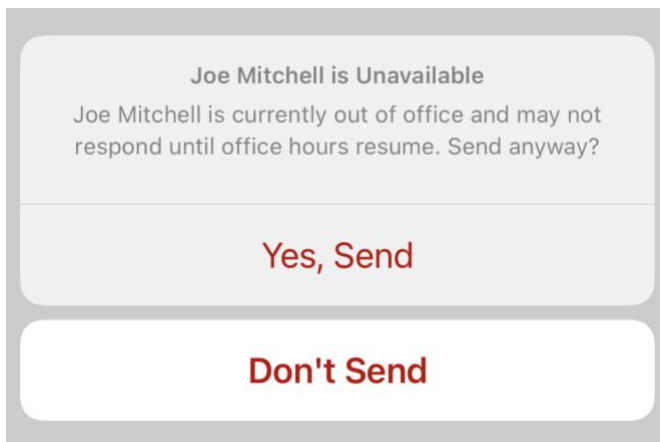 Joe Mitchell is Unavailable
Joe Mitchell is currently out of office and may not
respond until office hours resume. Send anyway?
Yes, Send
Don't Send